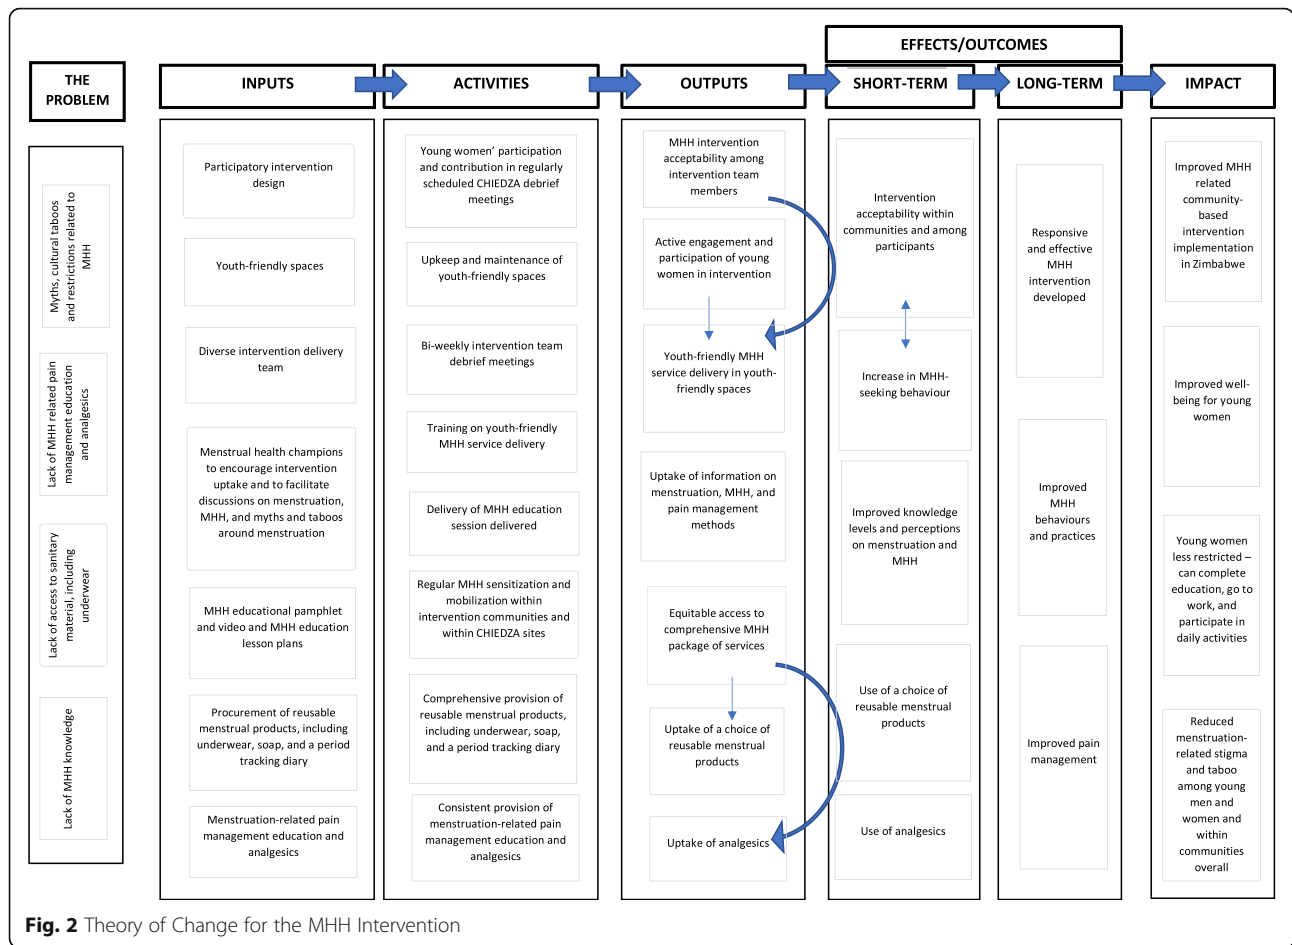 EFFECTS/OUTCOMES
THE
PROBLEM
INPUTS
ACTIVITIES
OUTPUTS
SHORT-TERM
LONG-TERM
IMPACT
Myths, cultural taboos
and restrictions related to
MHH
Lack of MHH related pain
management education
and analgesics
Lack of access to sanitary
material, including
underwear
Lack of MHH knowledge
Participatory intervention
design
Youth-friendly spaces
Diverse intervention delivery
team
Menstrual health champions
to encourage intervention
uptake and to facilitate
discussions on menstruation,
MHH, and myths and taboos
around menstruation
MHH educational pamphlet
and video and MHH education
lesson plans
Procurement of reusable
menstrual products, including
underwear, soap, and a period
tracking diary
Menstruation-related pain
management education and
analgesics
Young women’ participation
and contribution in regularly
scheduled CHIEDZA debrief
meetings
Upkeep and maintenance of
youth-friendly spaces
Bi-weekly intervention team
debrief meetings
Training on youth-friendly
MHH service delivery
Delivery of MHH education
session delivered
Regular MHH sensitization and
mobilization within
intervention communities and
within CHIEDZA sites
Comprehensive provision of
reusable menstrual products,
including underwear, soap,
and a period tracking diary
Consistent provision of
menstruation-related pain
management education and
analgesics
MHH intervention
acceptability among
intervention team
members
Active engagement and
participation of young
women in intervention
Youth-friendly MHH
service delivery in youth-
friendly spaces
Uptake of information on
menstruation, MHH, and
pain management
methods
Equitable access to
comprehensive MHH
package of services
Uptake of a choice of
reusable menstrual
products
Uptake of analgesics
Intervention
acceptability within
communities and among
participants
Increase in MHH-
seeking behaviour
Improved knowledge
levels and perceptions
on menstruation and
MHH
Use of a choice of
reusable menstrual
products
Use of analgesics
Responsive
and effective
MHH
intervention
developed
Improved
MHH
behaviours
and practices
Improved pain
management
Improved MHH
related
community-
based
intervention
implementation
in Zimbabwe
Improved well-
being for young
women
Young women
less restricted –
can complete
education, go to
work, and
participate in
daily activities
Reduced
menstruation-
related stigma
and taboo
among young
men and
women and
within
communities
overall
Fig. 2 Theory of Change for the MHH Intervention